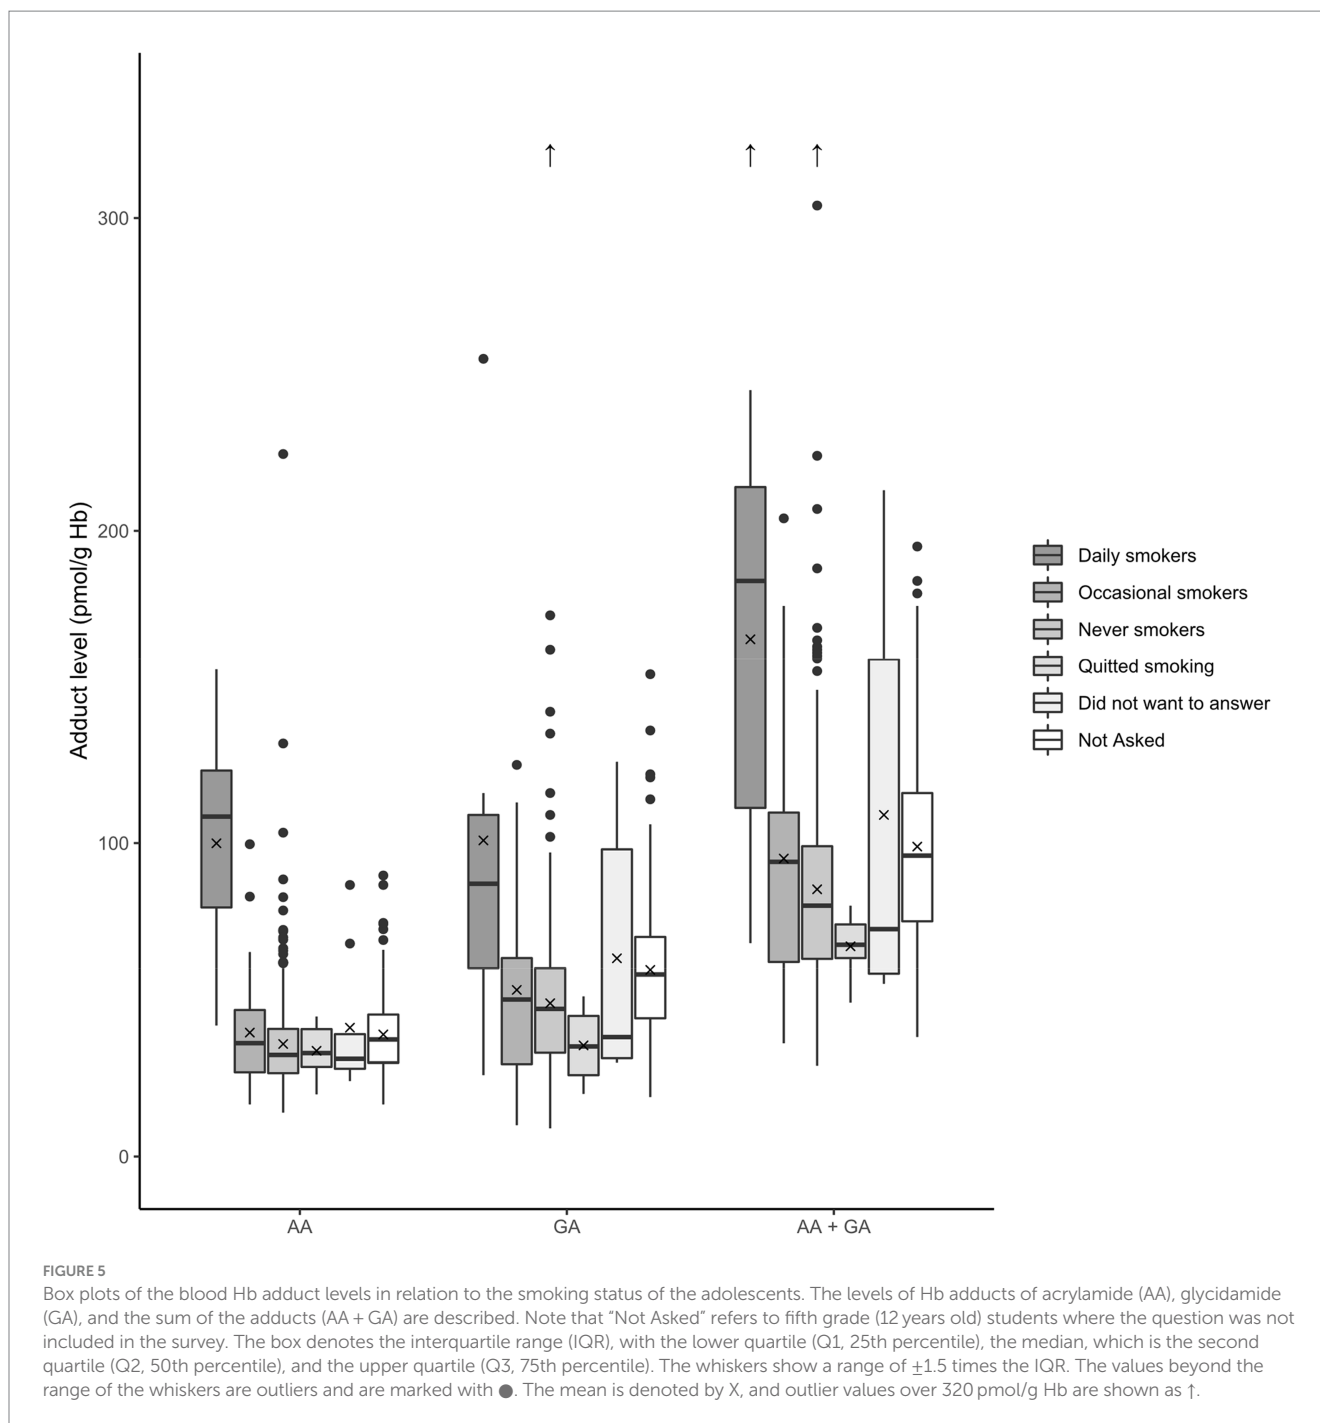 ↑ ↑ ↑
300
200
100
0
Adduct level (pmol/g Hb)
AA
GA
AA + GA
Daily smokers
Occasional smokers
Never smokers
Quitted smoking
Did not want to answer
Not Asked
FIGURE 5
Box plots of the blood Hb adduct levels in relation to the smoking status of the adolescents. The levels of Hb adducts of acrylamide (AA), glycidamide
(GA), and the sum of the adducts (AA + GA) are described. Note that “Not Asked” refers to fifth grade (12 years old) students where the question was not
included in the survey. The box denotes the interquartile range (IQR), with the lower quartile (Q1, 25th percentile), the median, which is the second
quartile (Q2, 50th percentile), and the upper quartile (Q3, 75th percentile). The whiskers show a range of ±1.5 times the IQR. The values beyond the
range of the whiskers are outliers and are marked with ●. The mean is denoted by X, and outlier values over 320 pmol/g Hb are shown as ↑.